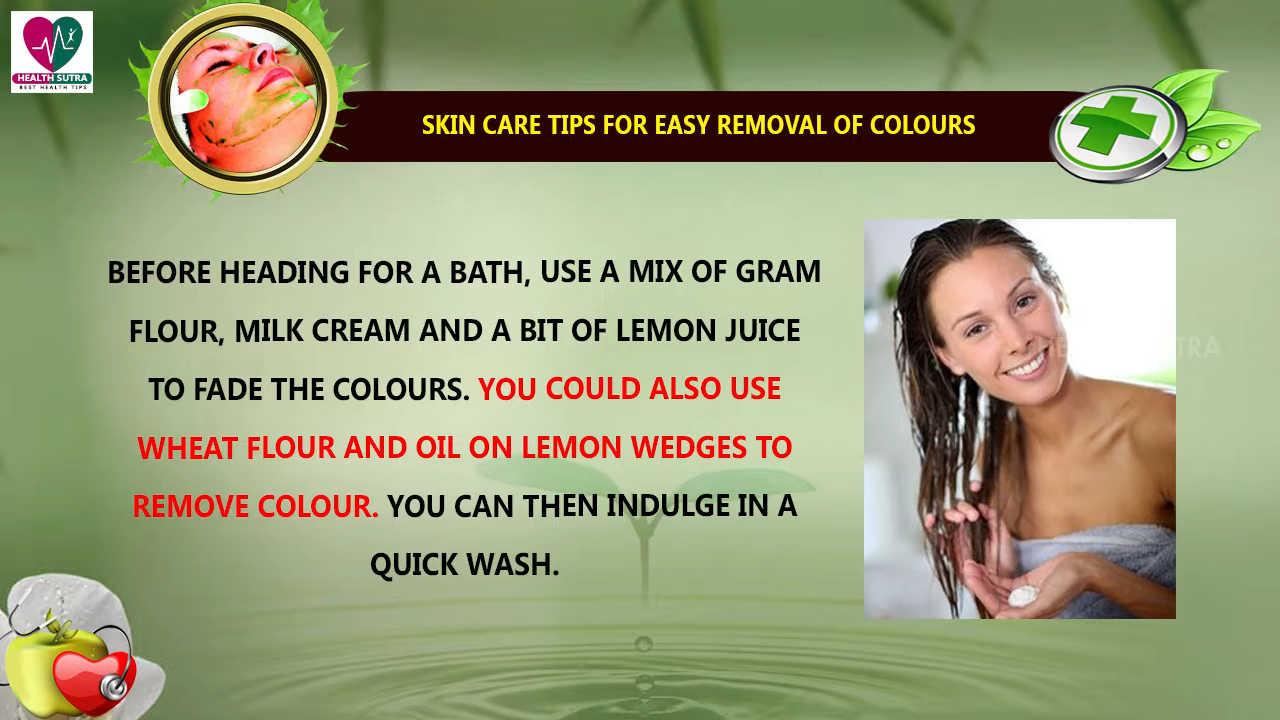 HEALTH SUTRA
BEST HEALTH TIPS
SKIN CARE TIPS FOR EASY REMOVAL OF COLOURS
BEFORE HEADING FOR A BATH, USE A MIX OF GRAM
FLOUR, MILK CREAM AND A BIT OF LEMON JUICE
TO FADE THE COLOURS. YOU COULD ALSO USE
WHEAT FLOUR AND OIL ON LEMON WEDGES TO
REMOVE COLOUR. YOU CAN THEN INDULGE IN A
QUICK WASH.